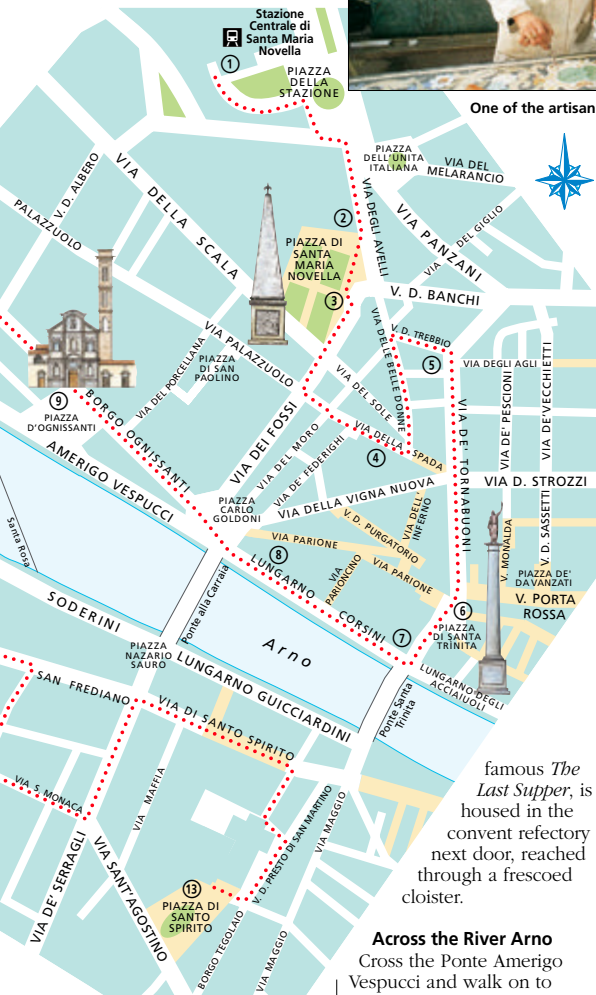 Stazione
Centrale di
Santa Maria
Novella
1
PIAZZA
DELLA
STAZIONE
One of the artisan
PIAZZA
DELL'UNITA
ITALIANA
VIA DEL
MELARANCIO
V. D. ALBERO
VIA DELLA SCALA
PALAZZUOLO
2
VIA DEGLI AVELLI
VIA PANZANI
VIA DEL GIGLIO
PIAZZA DI
SANTA
MARIA
NOVELLA
3
V. D. BANCHI
V. D. TREBBIO
5
VIA DEGLI AGLI
VIA DELLE BELLE DONNE
VIA PALAZZUOLO
VIA DEL PORCELLANA
PIAZZA
DI SAN
PAOLINO
VIA DEL SOLE
VIA DE' PESCIONI
VIA DE'VECCHIETTI
9
PIAZZA
D'OGNISSANTI
BORGO OGNISSANTI
VIA DEI FOSSI
VIA DEL MORO
VIA DE' FEDERIGHI
VIA DELLA
SPADA
4
VIA DE' TORNABUONI
AMERIGO VESPUCCI
PIAZZA
CARLO
GOLDONI
VIA DELLA VIGNA NUOVA
VIA D. STROZZI
VIA DELL'
INFERNO
V. D. PURGATORIO
VIA PARIONE
VIA
PARIONCINO
VIA PARIONE
V. MONALDA
V. D. SASSETTI
PIAZZA DE'
DAVANZATI
V. PORTA
ROSSA
Santa Rosa
8
LUNGARNO CORSINI
7
6
PIAZZA
DI SANTA
TRINITA
SODERINI
Ponte alla Carraia
Arno
PIAZZA
NAZARIO
SAURO
LUNGARNO GUICCIARDINI
Ponte Santa
Trinita
LUNGARNO DEGLI
ACCIAIUOLI
SAN FREDIANO
VIA DI SANTO SPIRITO
VIA S. MONACA
VIA MAFFIA
VIA DE' SERRAGLI
VIA SANT'AGOSTINO
V. D. PRESTO DI SAN MARTINO
VIA MAGGIO
13
PIAZZA DI
SANTO
SPIRITO
BORGO TEGOLAIO
VIA MAGGIO
famous The
Last Supper, is
housed in the
convent refectory
next door, reached
through a frescoed
cloister.
Across the River Arno
Cross the Ponte Amerigo
Vespucci and walk on to